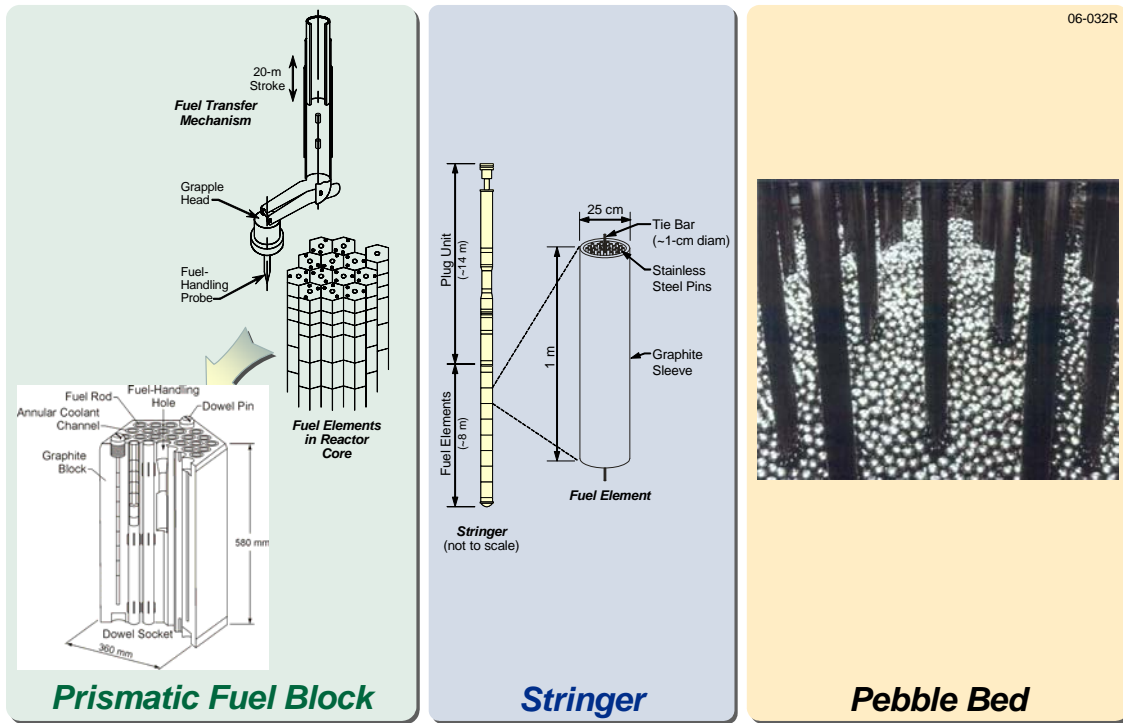 06-032R
20-m
Stroke
Fuel Transfer
Mechanism
Grapple
Head
Fuel-
Handling
Probe
Fuel Elements
in Reactor
Core
Fuel-Handling
Hole
Fuel Rod
Dowel Pin
Annular Coolant
Channel
Graphite
Block
580 mm
Dowel Socket
360 mm
Prismatic Fuel Block
Plug Unit
(~14 m)
Fuel Elements
(~8 m)
Stringer
(not to scale)
25 cm
Tie Bar
(~1-cm diam)
Stainless
Steel Pins
1 m
Graphite
Sleeve
Fuel Element
Stringer
Pebble Bed